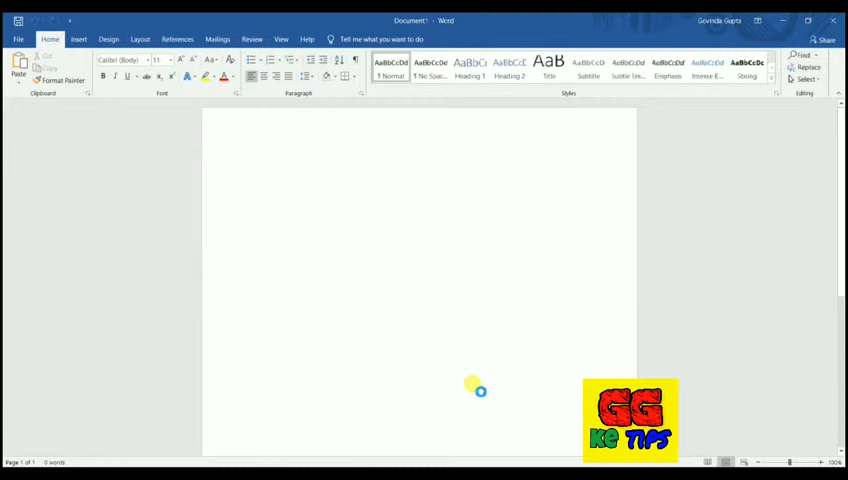 Document1 - Word
Govinda Gupta
File Home Insert Design Layout References Mailings Review View Help Tell me what you want to do
Share
Paste
Cut
Copy
Format Painter
Clipboard
Calibri (Body) 11
Font
Paragraph
AaBbCcDd AaBbCcDd AaBbCc AaBbCcD AaB AaBbCcD AaBbCcDd AaBbCcDd AaBbCcDd AaBbCcDc
¶ Normal ¶ No Spac... Heading 1 Heading 2 Title Subtitle Subtle Em... Emphasis Intense E... Strong
Styles
Find
Replace
Select
Editing
GG
Ke TIPS
Page 1 of 1 0 words
100%